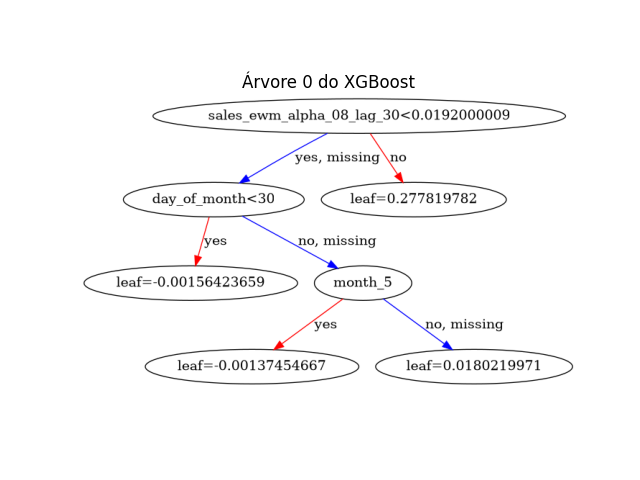 Árvore 0 do XGBoost
sales_ewm_alpha_08_lag_30<0.0192000009
yes, missing
no
day_of_month<30
leaf=0.277819782
yes
no, missing
leaf=-0.00156423659
month_5
yes
no, missing
leaf=-0.00137454667
leaf=0.0180219971